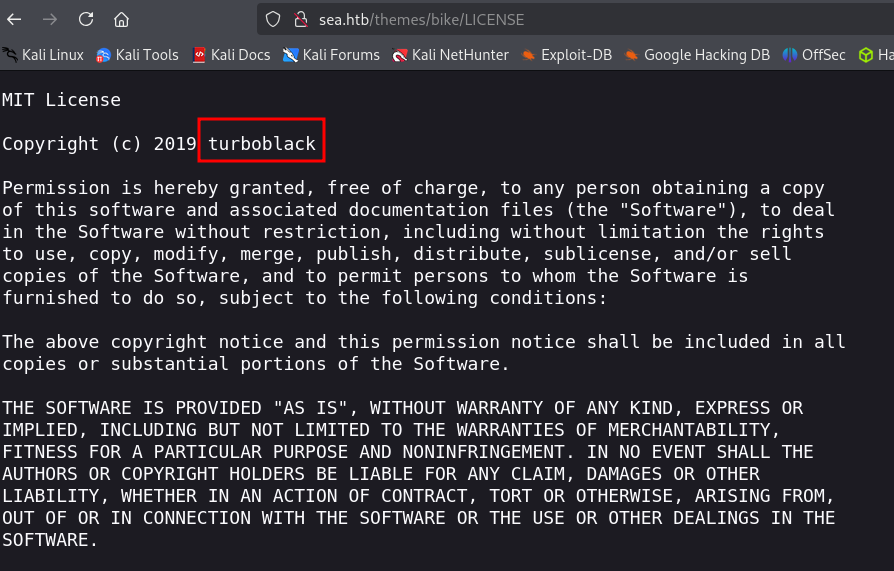 sea.htb/themes/bike/LICENSE
Kali Linux Kali Tools Kali Docs Kali Forums Kali NetHunter Exploit-DB Google Hacking DB OffSec Ha
MIT License
Copyright (c) 2019 turboblack
Permission is hereby granted, free of charge, to any person obtaining a copy
of this software and associated documentation files (the "Software"), to deal
in the Software without restriction, including without limitation the rights
to use, copy, modify, merge, publish, distribute, sublicense, and/or sell
copies of the Software, and to permit persons to whom the Software is
furnished to do so, subject to the following conditions:
The above copyright notice and this permission notice shall be included in all
copies or substantial portions of the Software.
THE SOFTWARE IS PROVIDED "AS IS", WITHOUT WARRANTY OF ANY KIND, EXPRESS OR
IMPLIED, INCLUDING BUT NOT LIMITED TO THE WARRANTIES OF MERCHANTABILITY,
FITNESS FOR A PARTICULAR PURPOSE AND NONINFRINGEMENT. IN NO EVENT SHALL THE
AUTHORS OR COPYRIGHT HOLDERS BE LIABLE FOR ANY CLAIM, DAMAGES OR OTHER
LIABILITY, WHETHER IN AN ACTION OF CONTRACT, TORT OR OTHERWISE, ARISING FROM,
OUT OF OR IN CONNECTION WITH THE SOFTWARE OR THE USE OR OTHER DEALINGS IN THE
SOFTWARE.